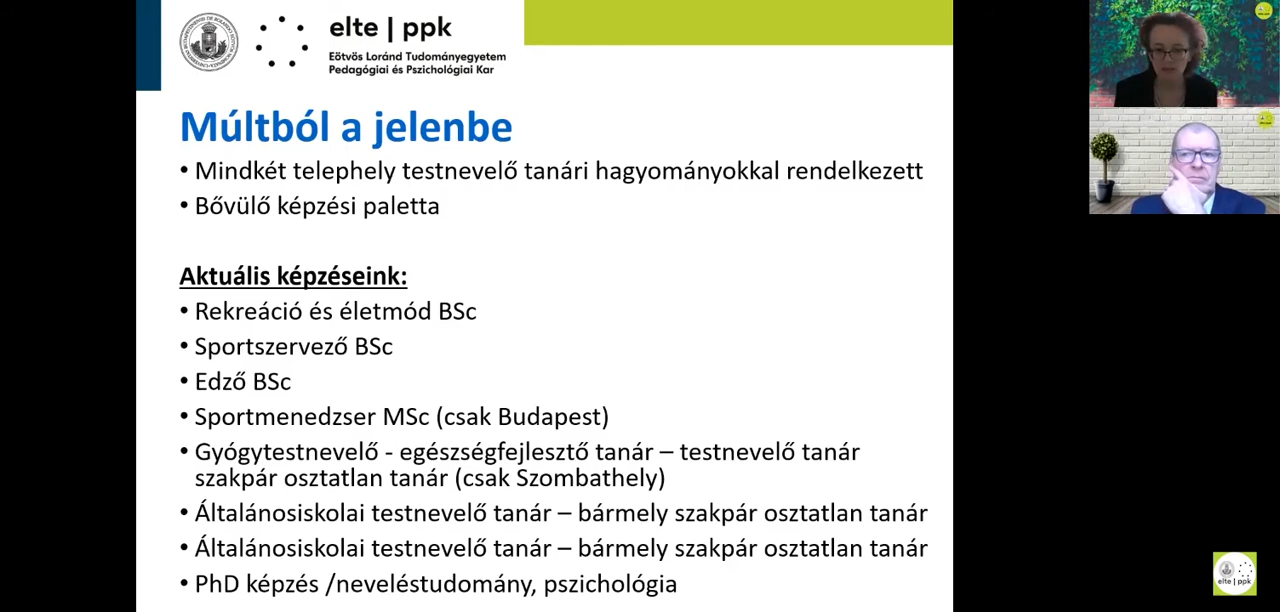 elte | ppk
Eötvös Loránd Tudományegyetem
Pedagógiai és Pszichológiai Kar
Múltból a jelenbe
• Mindkét telephely testnevelő tanári hagyományokkal rendelkezett
• Bővülő képzési paletta
Aktuális képzéseink:
• Rekreáció és életmód BSc
• Sportszervező BSc
• Edző BSc
• Sportmenedzser MSc (csak Budapest)
• Gyógytestnevelő - egészségfejlesztő tanár – testnevelő tanár
szakpár osztatlan tanár (csak Szombathely)
• Általánosiskolai testnevelő tanár – bármely szakpár osztatlan tanár
• Általánosiskolai testnevelő tanár – bármely szakpár osztatlan tanár
• PhD képzés /neveléstudomány, pszichológia
elte | ppk